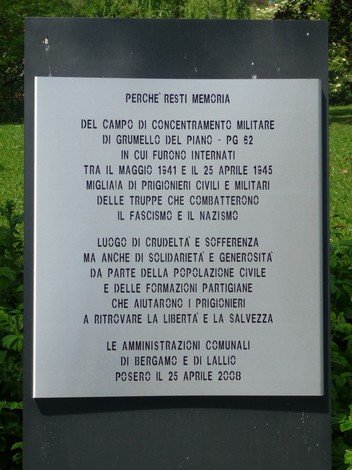 PERCHE' RESTI MEMORIA
DEL CAMPO DI CONCENTRAMENTO MILITARE
DI GRUMELLO DEL PIANO - PG 62
IN CUI FURONO INTERNATI
TRA IL MAGGIO 1941 E IL 25 APRILE 1945
MIGLIAIA DI PRIGIONIERI CIVILI E MILITARI
DELLE TRUPPE CHE COMBATTERONO
IL FASCISMO E IL NAZISMO
LUOGO DI CRUDELTA' E SOFFERENZA
MA ANCHE DI SOLIDARIETA' E GENEROSITA'
DA PARTE DELLA POPOLAZIONE CIVILE
E DELLE FORMAZIONI PARTIGIANE
CHE AIUTARONO I PRIGIONIERI
A RITROVARE LA LIBERTA' E LA SALVEZZA
LE AMMINISTRAZIONI COMUNALI
DI BERGAMO E DI LALLIO
POSERO IL 25 APRILE 2008